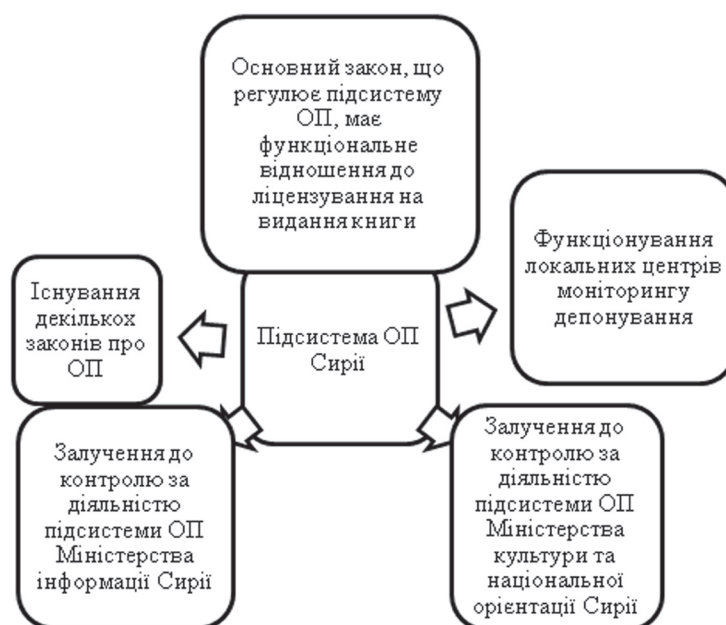 Основний закон, що
регулює підсистему
ОП, має
функціональне
відношення до
ліцензування на
видання книги
Функціонування
локальних центрів
моніторингу
депонування
Існування
декількох
законів про
ОП
Підсистема ОП
Сирії
Залучення до
контролю за
діяльністю
підсистеми ОП
Міністерства
інформації Сирії
Залучення до
контролю за
діяльністю
підсистеми ОП
Міністерства
культури та
національної
орієнтації Сирії